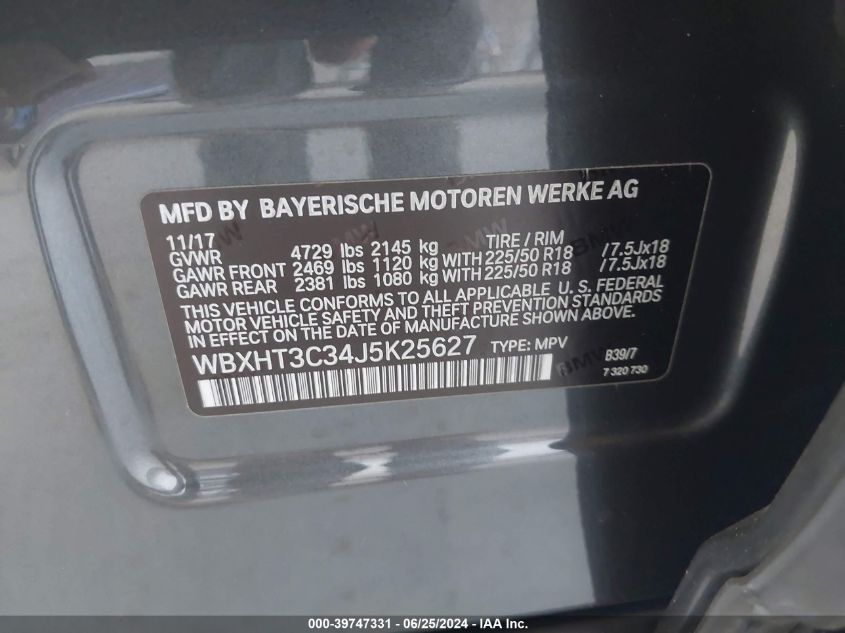 MFD BY BAYERISCHE MOTOREN WERKE AG
11/17 TIRE / RIM
GVWR 4729 lbs 2145 kg
GAWR FRONT 2469 lbs 1120 kg WITH 225/50 R18 /7.5Jx18
GAWR REAR 2381 lbs 1080 kg WITH 225/50 R18 /7.5Jx18
THIS VEHICLE CONFORMS TO ALL APPLICABLE U. S. FEDERAL
MOTOR VEHICLE SAFETY AND THEFT PREVENTION STANDARDS
IN EFFECT ON THE DATE OF MANUFACTURE SHOWN ABOVE.
WBXHT3C34J5K25627 TYPE: MPV B39/7
7 320 730
000-39747331 - 06/25/2024 - IAA Inc.